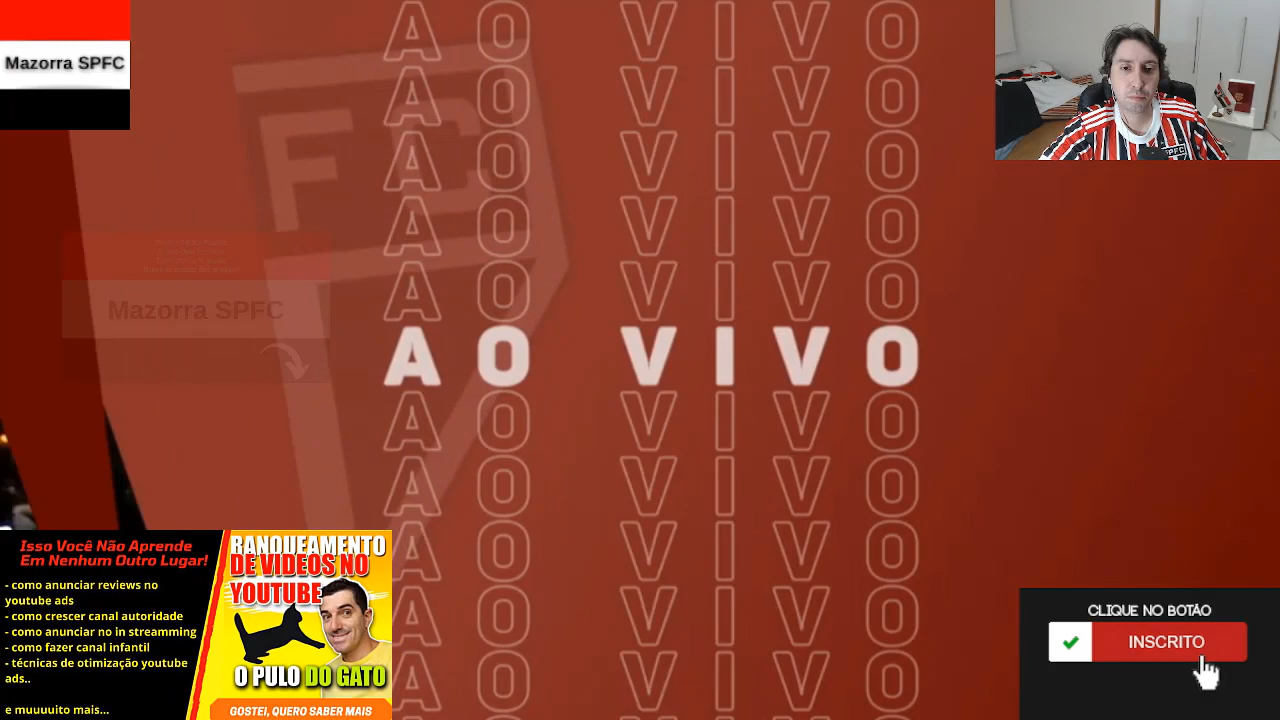 Mazorra SPFC
A O V I V O
A O V I V O
A O V I V O
A O V I V O
A O V I V O
A O V I V O
A O V I V O
A O V I V O
A O V I V O
A O V I V O
A O V I V O
F C
SPFC
Mazorra SPFC
Isso Você Não Aprende
Em Nenhum Outro Lugar!
- como anunciar reviews no
youtube ads
- como crescer canal autoridade
- como anunciar no in streamming
- como fazer canal infantil
- técnicas de otimização youtube
ads..
e muuuuito mais...
RANQUEAMENTO
DE VIDEOS NO
YOUTUBE
O PULO DO GATO
GOSTEI, QUERO SABER MAIS
CLIQUE NO BOTÃO
INSCRITO